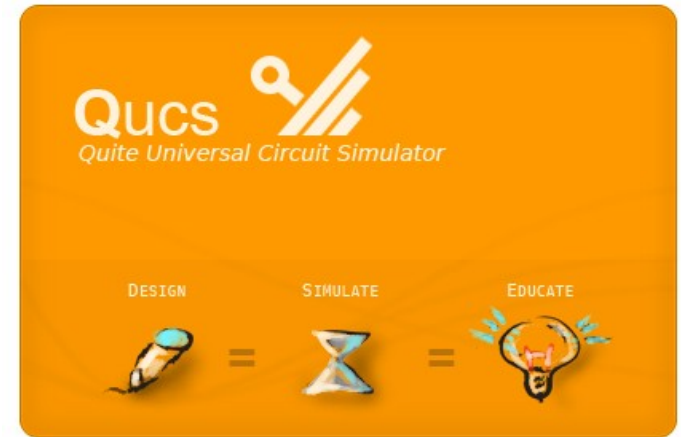 Qucs
Quite Universal Circuit Simulator
DESIGN SIMULATE EDUCATE
= =